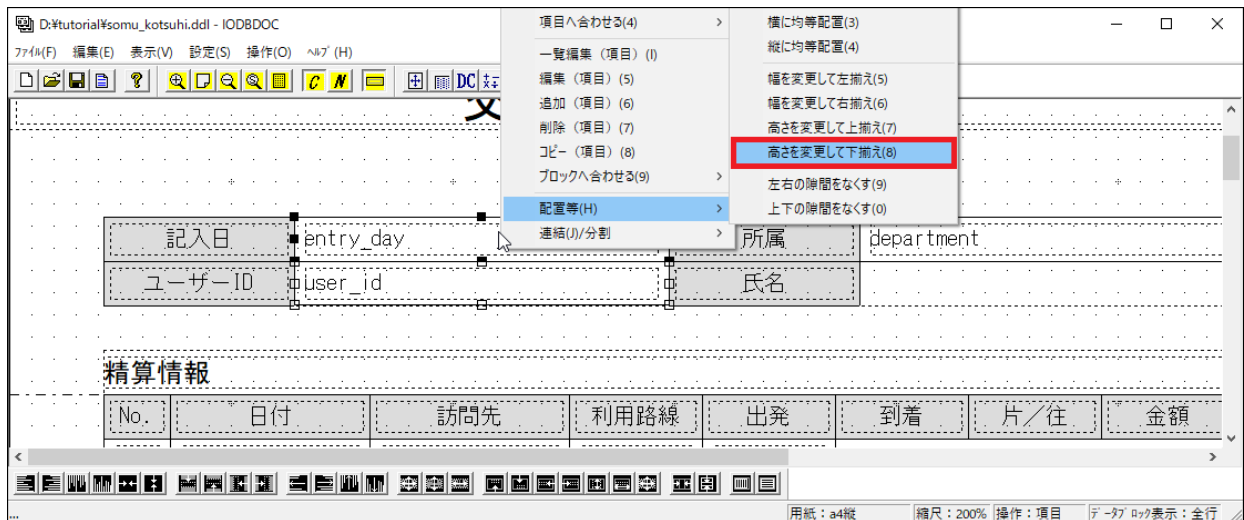 D:¥tutorial¥somu_kotsuhi.ddl - IODBDOC
ﾌｧｲﾙ(F) 編集(E) 表示(V) 設定(S) 操作(O) ﾍﾙﾌﾟ(H)
C N DC
項目へ合わせる(4)
一覧編集（項目）(I)
編集（項目）(5)
追加（項目）(6)
削除（項目）(7)
ｺﾋﾟｰ（項目）(8)
ブロックへ合わせる(9)
配置等(H)
連結(J)/分割
横に均等配置(3)
縦に均等配置(4)
幅を変更して左揃え(5)
幅を変更して右揃え(6)
高さを変更して上揃え(7)
高さを変更して下揃え(8)
左右の隙間をなくす(9)
上下の隙間をなくす(0)
記入日 entry_day 所属 department
ユーザーID user_id 氏名
精算情報
No. 日付 訪問先 利用路線 出発 到着 片／往 金額
... 用紙：a4縦 縮尺：200% 操作：項目 ﾃﾞｰﾀﾌﾞﾛｯｸ表示：全行